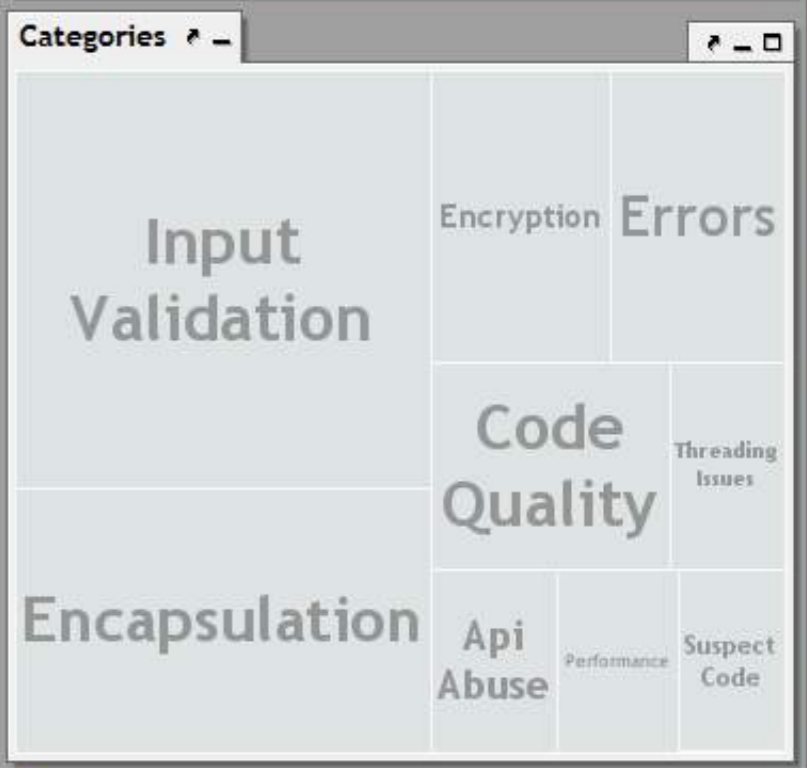 Categories
Input
Validation
Encryption
Errors
Code
Quality
Threading
Issues
Encapsulation
Api
Abuse
Performance
Suspect
Code